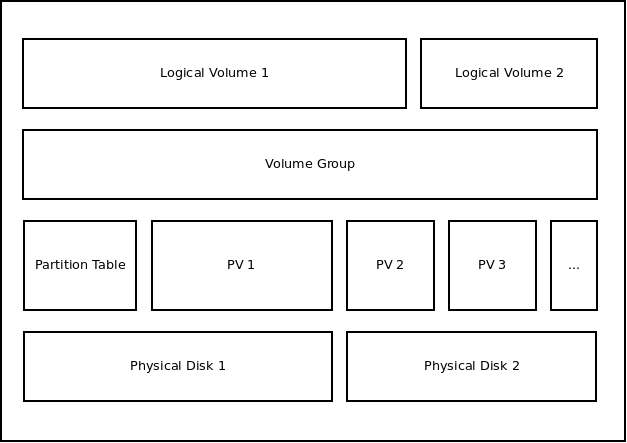 Logical Volume 1
Logical Volume 2
Volume Group
Partition Table
PV 1
PV 2
PV 3
...
Physical Disk 1
Physical Disk 2